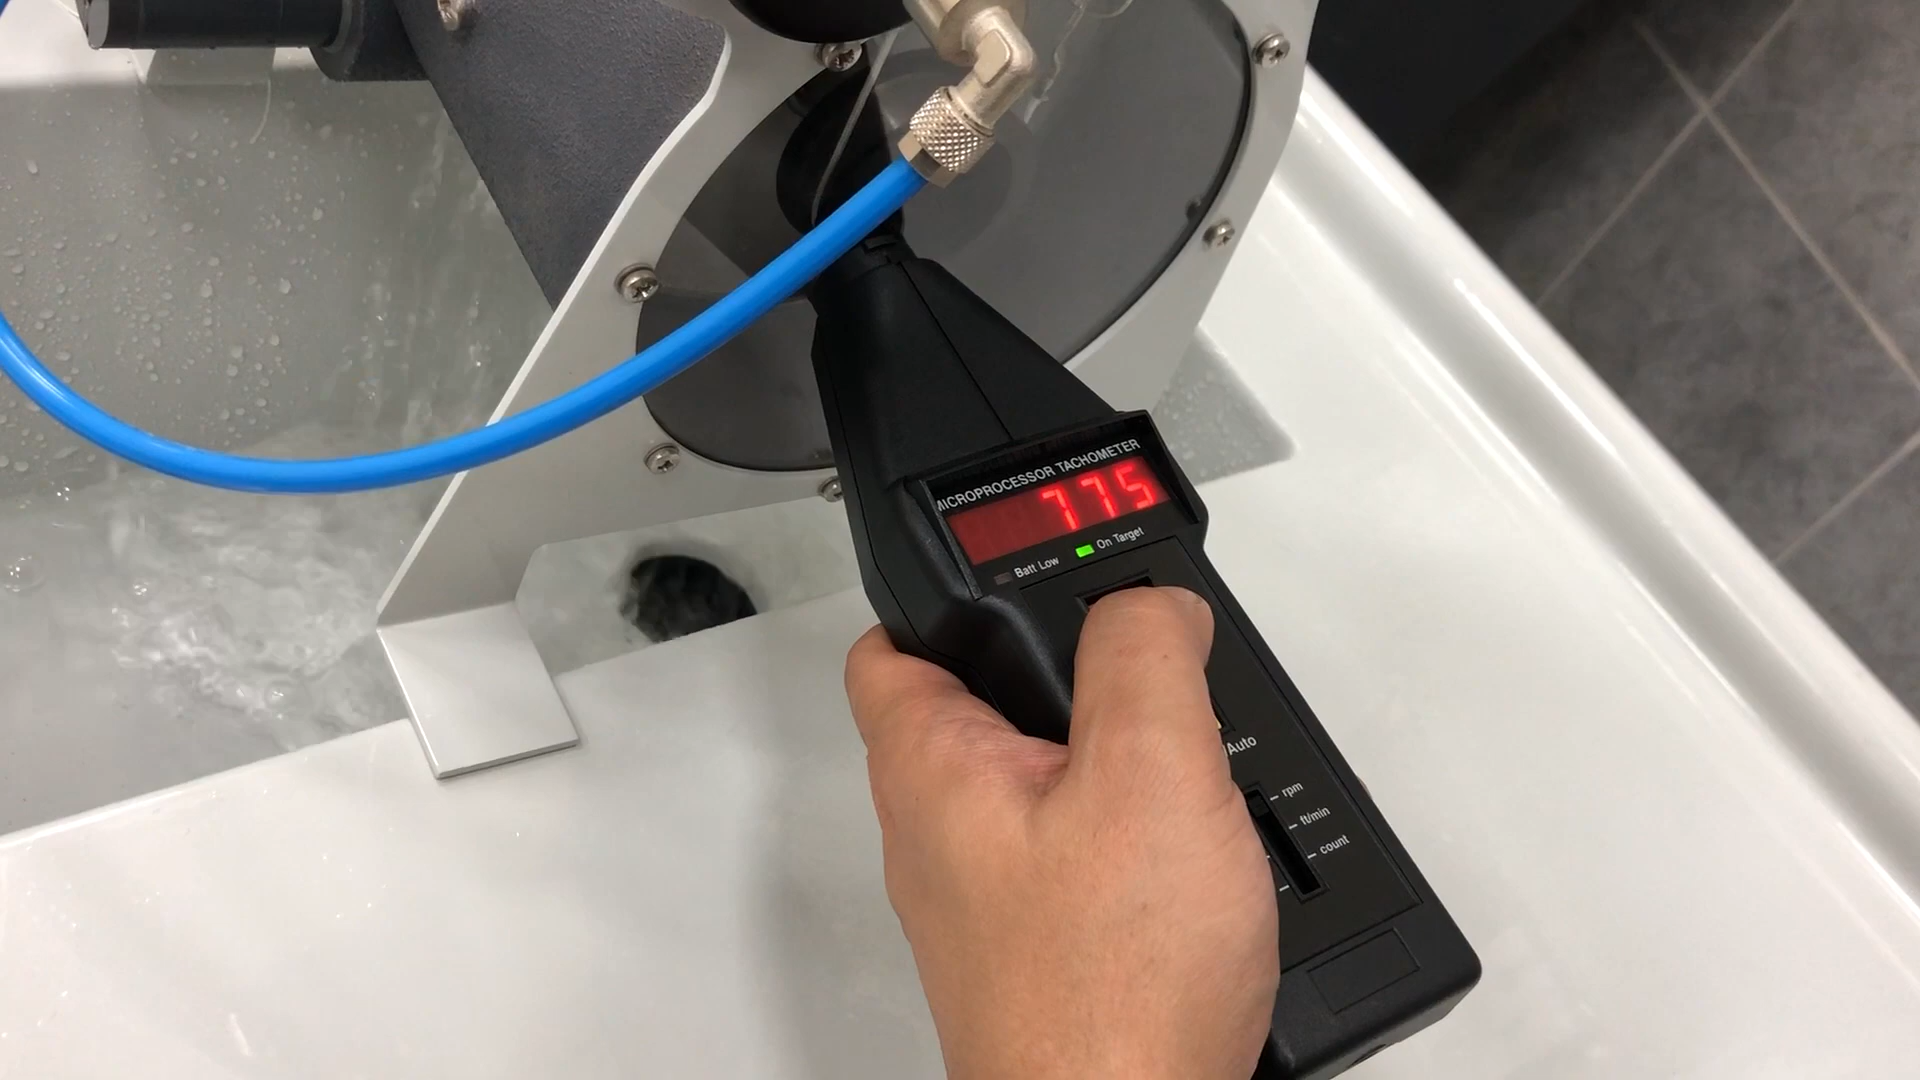 MICROPROCESSOR TACHOMETER
775
Batt Low
On Target
/Auto
rpm
ft/min
count